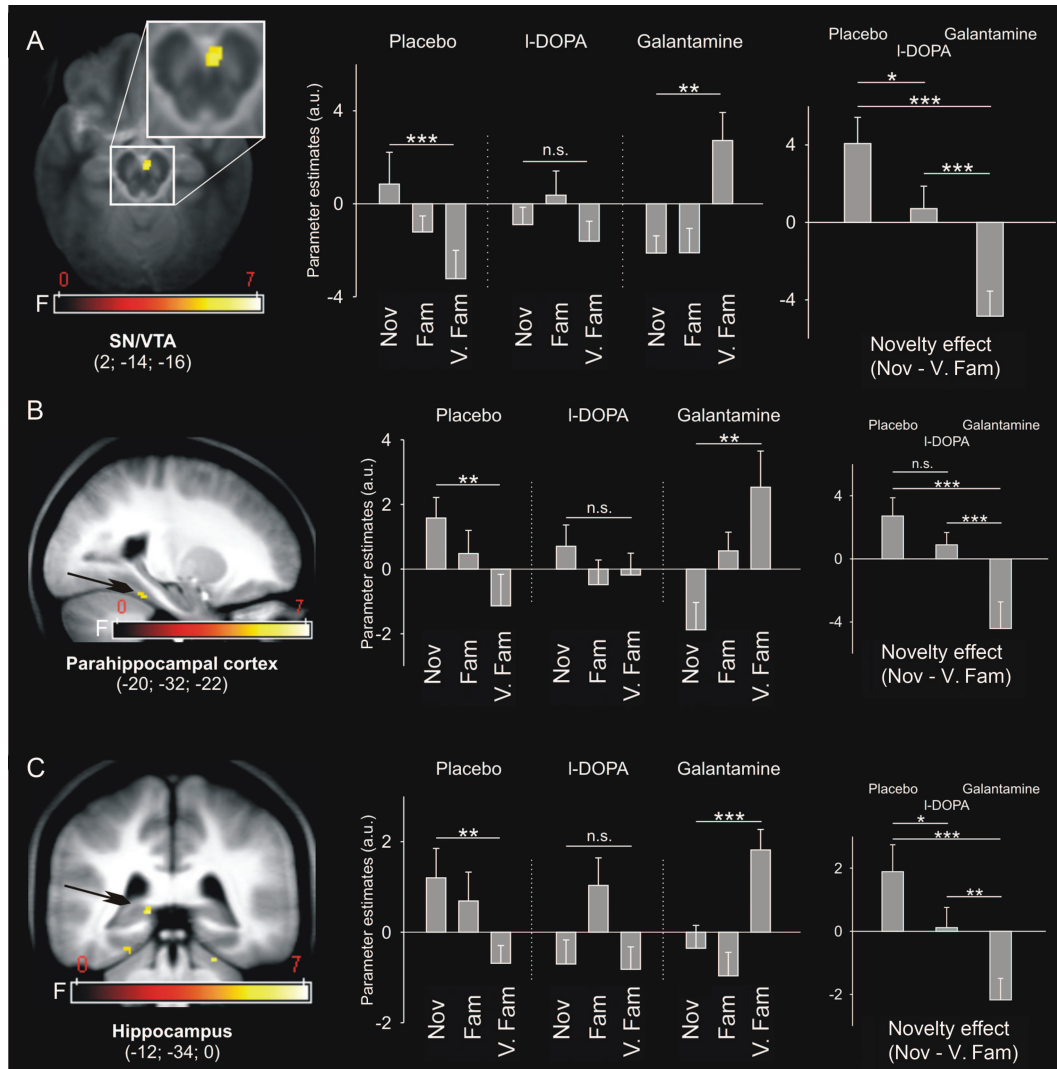 A
0 7
F
SN/VTA
(2; -14; -16)
Placebo l-DOPA Galantamine
Parameter estimates (a.u.)
4
0
-4
*** n.s. **
Nov Fam V. Fam Nov Fam V. Fam Nov Fam V. Fam
Placebo Galantamine
l-DOPA
*
***
***
4
0
-4
Novelty effect
(Nov - V. Fam)
B
0 7
F
Parahippocampal cortex
(-20; -32; -22)
Placebo l-DOPA Galantamine
Parameter estimates (a.u.)
4
2
0
-2
** n.s. **
Nov Fam V. Fam Nov Fam V. Fam Nov Fam V. Fam
Placebo Galantamine
l-DOPA
n.s.
***
***
4
0
-4
Novelty effect
(Nov - V. Fam)
C
0 7
F
Hippocampus
(-12; -34; 0)
Placebo l-DOPA Galantamine
Parameter estimates (a.u.)
2
0
-2
** n.s. ***
Nov Fam V. Fam Nov Fam V. Fam Nov Fam V. Fam
Placebo Galantamine
l-DOPA
*
***
**
2
0
-2
Novelty effect
(Nov - V. Fam)